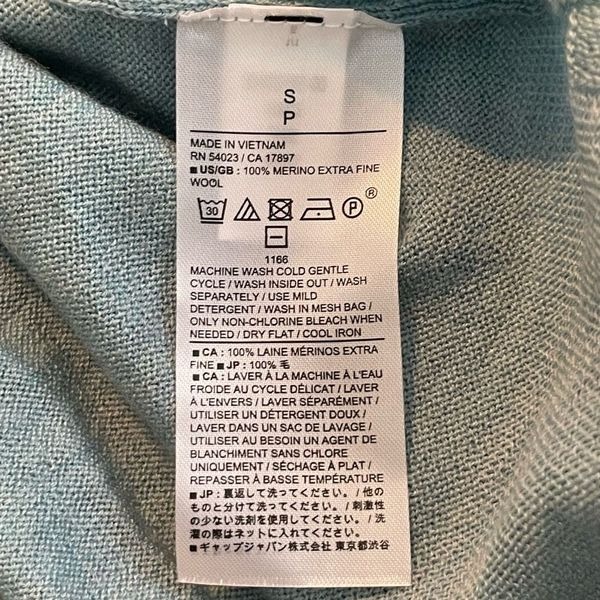 S
P
MADE IN VIETNAM
RN 54023 / CA 17897
■ US/GB : 100% MERINO EXTRA FINE
WOOL
30 P ®
1166
MACHINE WASH COLD GENTLE
CYCLE / WASH INSIDE OUT / WASH
SEPARATELY / USE MILD
DETERGENT / WASH IN MESH BAG /
ONLY NON-CHLORINE BLEACH WHEN
NEEDED / DRY FLAT / COOL IRON
■ CA : 100% LAINE MÉRINOS EXTRA
FINE ■ JP : 100% 毛
■ CA : LAVER À LA MACHINE À L'EAU
FROIDE AU CYCLE DÉLICAT / LAVER
À L'ENVERS / LAVER SÉPARÉMENT /
UTILISER UN DÉTERGENT DOUX /
LAVER DANS UN SAC DE LAVAGE /
UTILISER AU BESOIN UN AGENT DE
BLANCHIMENT SANS CHLORE
UNIQUEMENT / SÉCHAGE À PLAT /
REPASSER À BASSE TEMPÉRATURE
■ JP : 裏返して洗ってください。/ 他の
ものと分けて洗ってください。/ 刺激性
の少ない洗剤を使用してください。/ 洗
濯の際はネットに入れてください。
■ ギャップジャパン㈱ 東京都渋谷